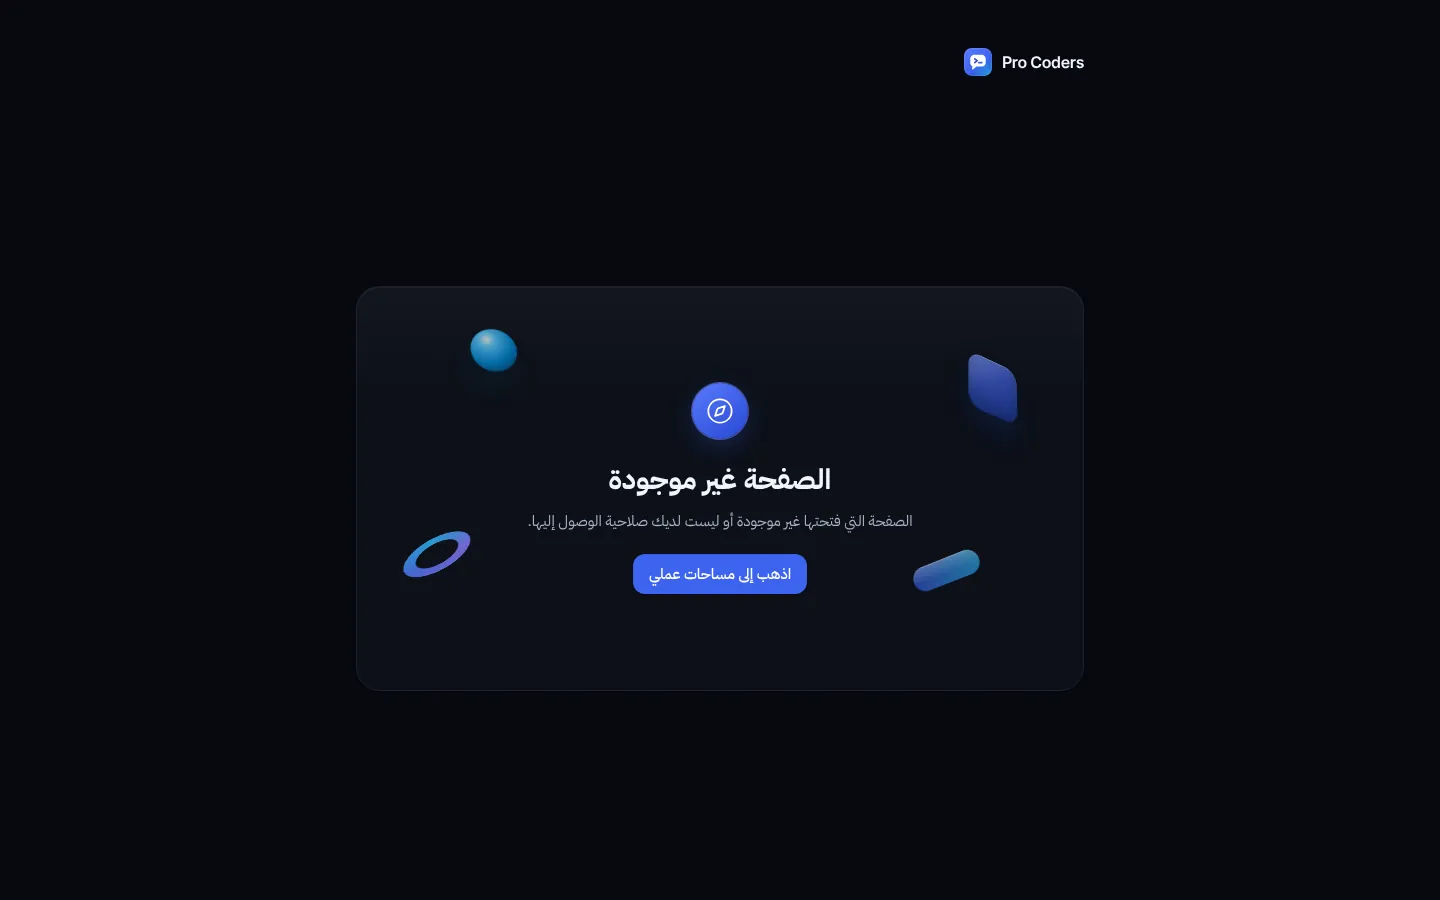 Pro Coders
الصفحة غير موجودة
الصفحة التي فتحتها غير موجودة أو ليست لديك صلاحية الوصول إليها.
اذهب إلى مساحات عملي